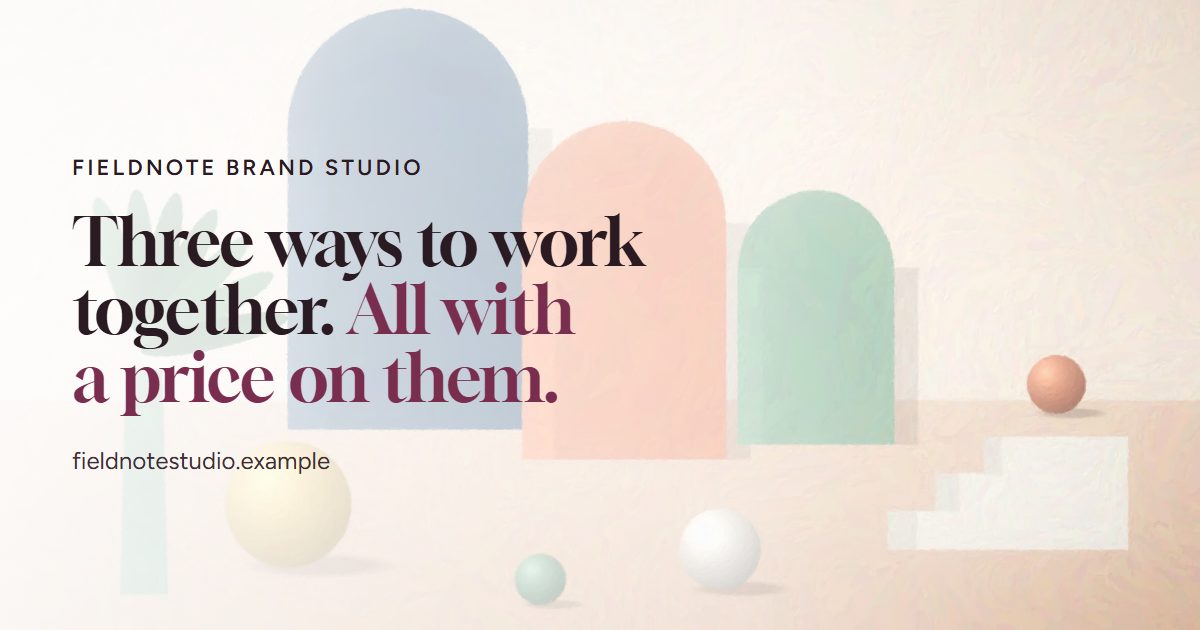 FIELDNOTE BRAND STUDIO
Three ways to work
together. All with
a price on them.
fieldnotestudio.example